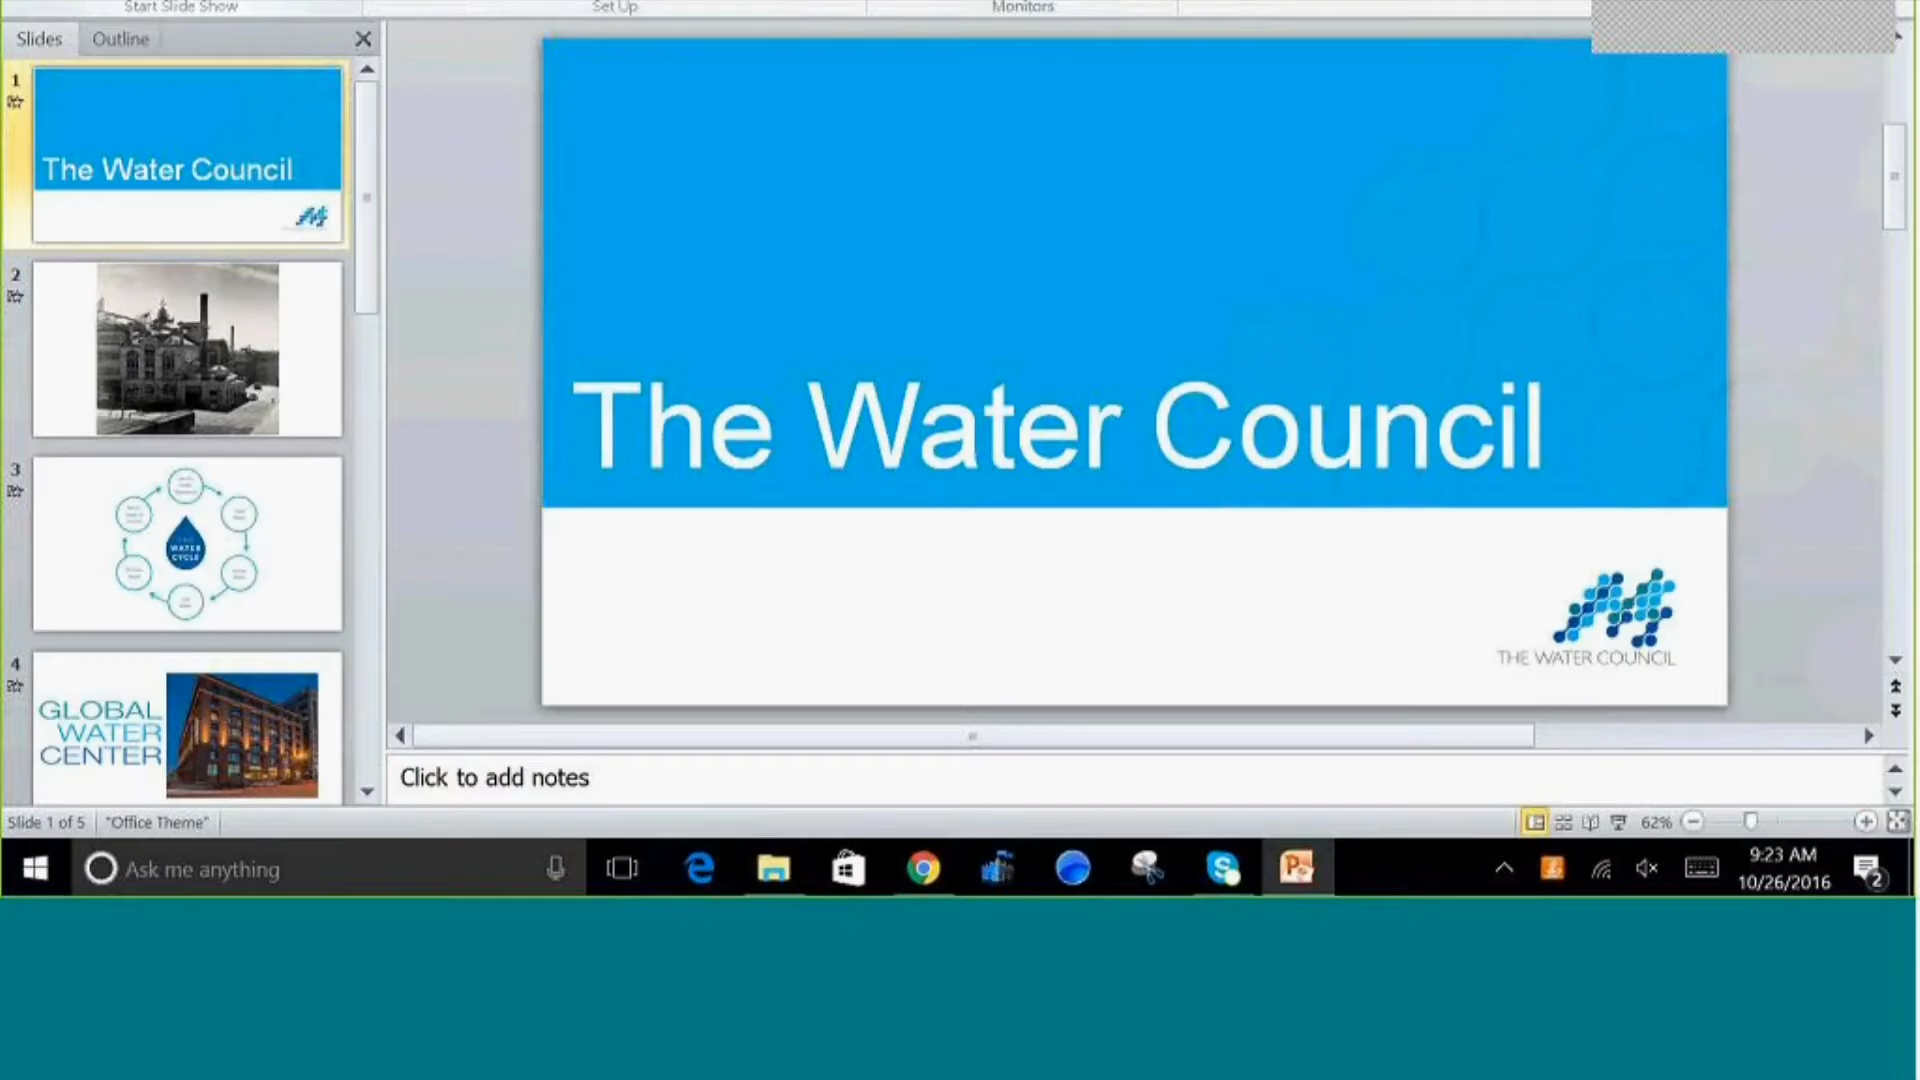 Start Slide Show
Set Up
Monitors
Slides
Outline
1
The Water Council
2
3
WATER
CYCLE
4
GLOBAL
WATER
CENTER
The Water Council
THE WATER COUNCIL
Click to add notes
Slide 1 of 5
"Office Theme"
62%
Ask me anything
9:23 AM
10/26/2016
2